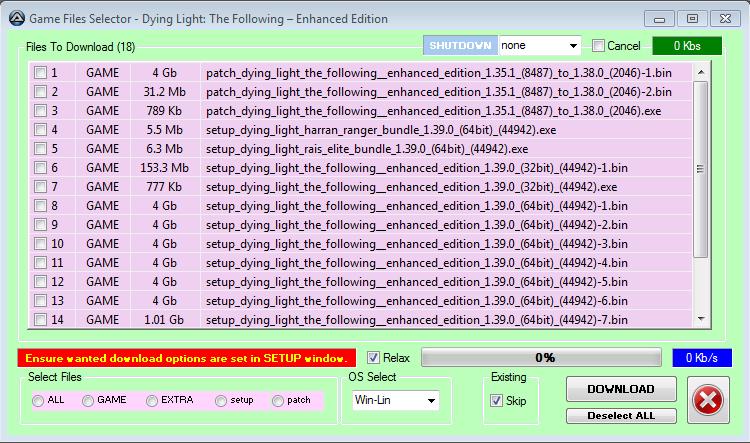 Game Files Selector - Dying Light: The Following – Enhanced Edition
Files To Download (18) SHUTDOWN none Cancel 0 Kbs
1 GAME 4 Gb patch_dying_light_the_following__enhanced_edition_1.35.1_(8487)_to_1.38.0_(2046)-1.bin
2 GAME 31.2 Mb patch_dying_light_the_following__enhanced_edition_1.35.1_(8487)_to_1.38.0_(2046)-2.bin
3 GAME 789 Kb patch_dying_light_the_following__enhanced_edition_1.35.1_(8487)_to_1.38.0_(2046).exe
4 GAME 5.5 Mb setup_dying_light_harran_ranger_bundle_1.39.0_(64bit)_(44942).exe
5 GAME 6.3 Mb setup_dying_light_rais_elite_bundle_1.39.0_(64bit)_(44942).exe
6 GAME 153.3 Mb setup_dying_light_the_following__enhanced_edition_1.39.0_(32bit)_(44942)-1.bin
7 GAME 777 Kb setup_dying_light_the_following__enhanced_edition_1.39.0_(32bit)_(44942).exe
8 GAME 4 Gb setup_dying_light_the_following__enhanced_edition_1.39.0_(64bit)_(44942)-1.bin
9 GAME 4 Gb setup_dying_light_the_following__enhanced_edition_1.39.0_(64bit)_(44942)-2.bin
10 GAME 4 Gb setup_dying_light_the_following__enhanced_edition_1.39.0_(64bit)_(44942)-3.bin
11 GAME 4 Gb setup_dying_light_the_following__enhanced_edition_1.39.0_(64bit)_(44942)-4.bin
12 GAME 4 Gb setup_dying_light_the_following__enhanced_edition_1.39.0_(64bit)_(44942)-5.bin
13 GAME 4 Gb setup_dying_light_the_following__enhanced_edition_1.39.0_(64bit)_(44942)-6.bin
14 GAME 1.01 Gb setup_dying_light_the_following__enhanced_edition_1.39.0_(64bit)_(44942)-7.bin
Ensure wanted download options are set in SETUP window. Relax 0% 0 Kb/s
Select Files OS Select Existing
ALL GAME EXTRA setup patch Win-Lin Skip
DOWNLOAD
Deselect ALL